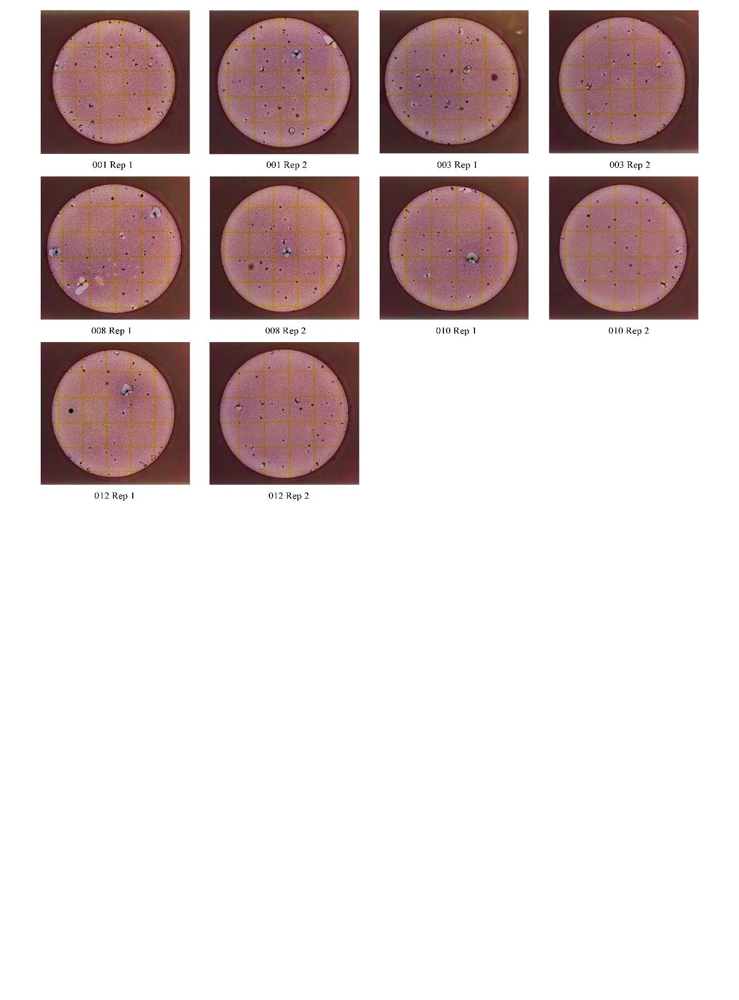 001 Rep 1
001 Rep 2
003 Rep 1
003 Rep 2
008 Rep 1
008 Rep 2
010 Rep 1
010 Rep 2
012 Rep 1
012 Rep 2